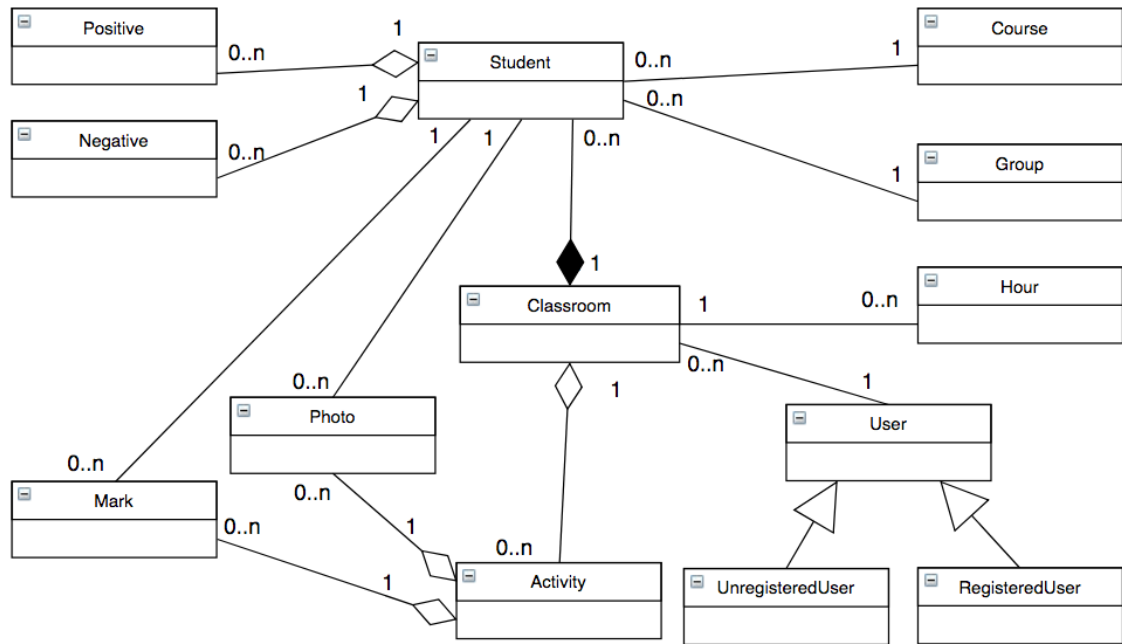 Positive
1
0..n
Student
0..n
1
Course
1
0..n
Negative
0..n
1
1
0..n
1
Group
1
Classroom
1
0..n
Hour
0..n
1
1
User
0..n
Photo
0..n
Mark
0..n
0..n
1
1
0..n
Activity
UnregisteredUser
RegisteredUser